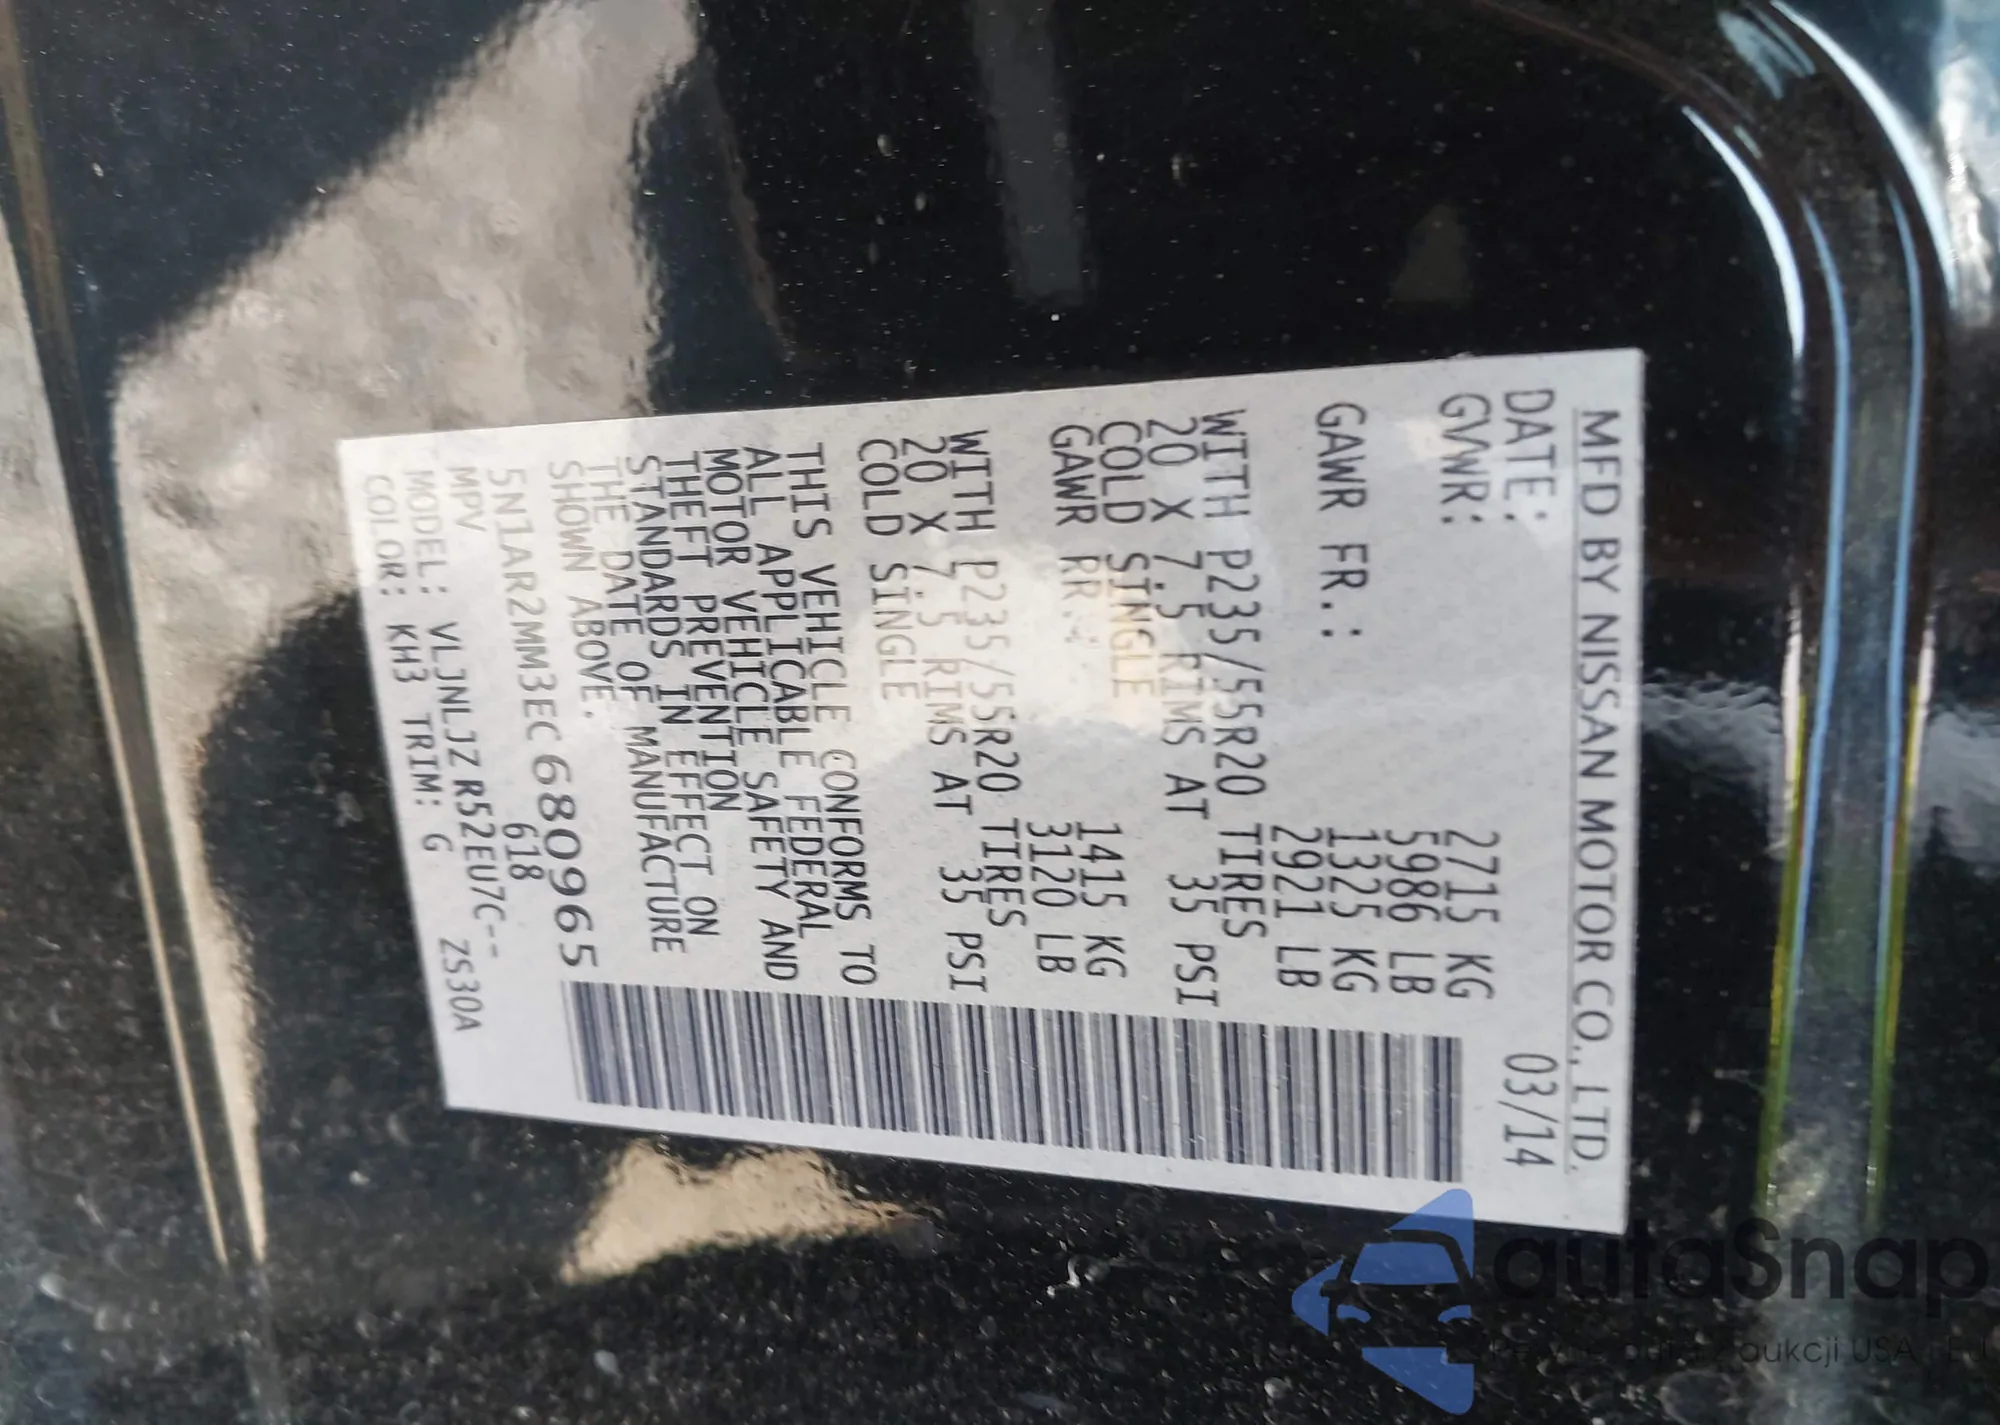 MFD BY NISSAN MOTOR CO., LTD.
DATE: 03/14
GVWR: 2715 KG
5986 LB
GAWR FR.: 1325 KG
2921 LB
WITH P235/55R20 TIRES
20 X 7.5 RIMS AT 35 PSI
COLD SINGLE
GAWR RR.: 1415 KG
3120 LB
WITH P235/55R20 TIRES
20 X 7.5 RIMS AT 35 PSI
COLD SINGLE
THIS VEHICLE CONFORMS TO
ALL APPLICABLE FEDERAL
MOTOR VEHICLE SAFETY AND
THEFT PREVENTION
STANDARDS IN EFFECT ON
THE DATE OF MANUFACTURE
SHOWN ABOVE.
5N1AR2MM3EC680965
MPV 618
MODEL: VLJNLJZ R52EU7C--
COLOR: KH3 TRIM: G ZS30A
autaSnap
aukcji USA